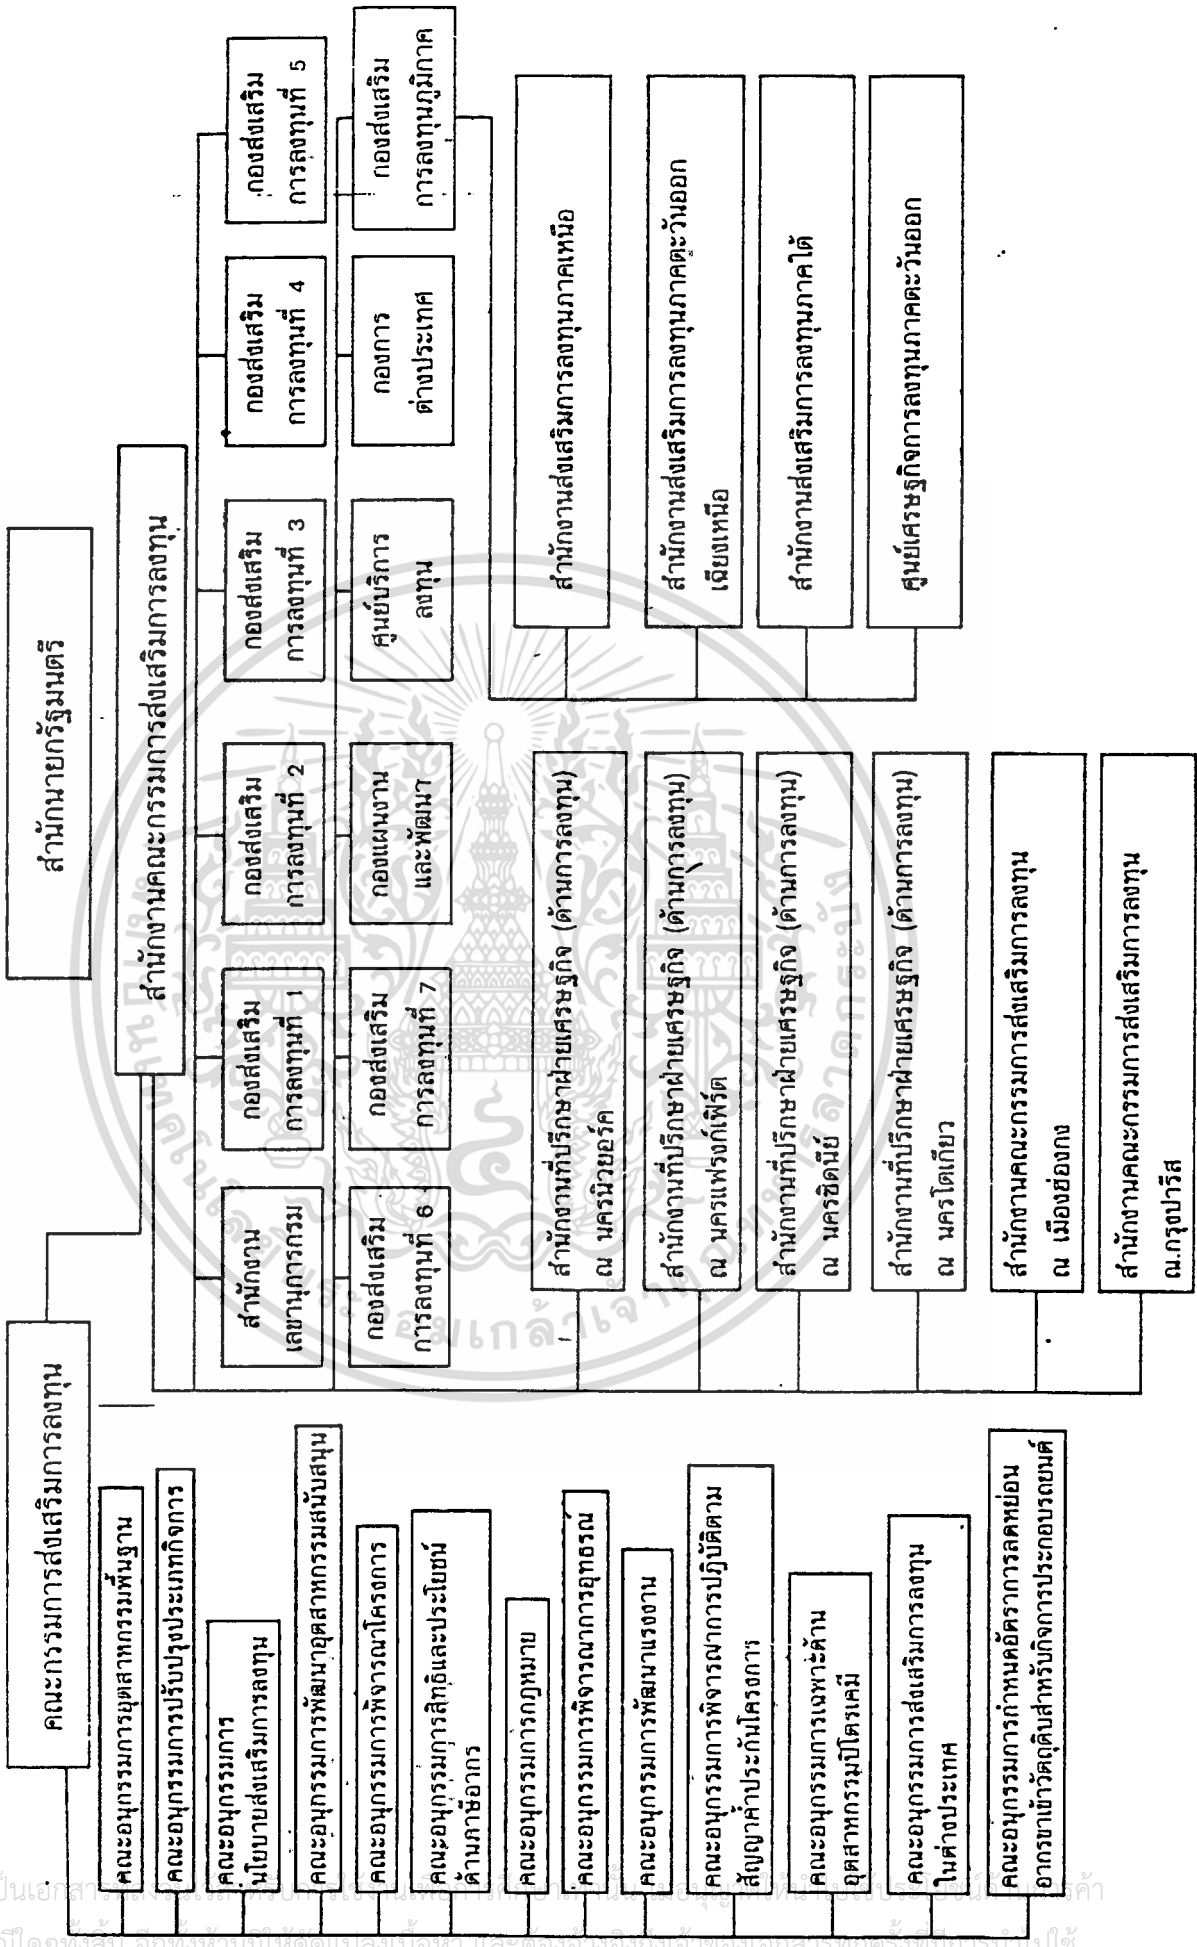 สำนักนายกรัฐมนตรี
คณะกรรมการส่งเสริมการลงทุน
สำนักงานคณะกรรมการส่งเสริมการลงทุน
คณะอนุกรรมการอุตสาหกรรมพื้นฐาน
คณะอนุกรรมการปรับปรุงประเภทกิจการ
คณะอนุกรรมการ
นโยบายส่งเสริมการลงทุน
คณะอนุกรรมการพัฒนาอุตสาหกรรมสนับสนุน
คณะอนุกรรมการพิจารณาโครงการ
คณะอนุกรรมการสิทธิและประโยชน์
ด้านภาษีอากร
คณะอนุกรรมการกฎหมาย
คณะอนุกรรมการพิจารณาการอุทธรณ์
คณะอนุกรรมการพัฒนาแรงงาน
คณะอนุกรรมการพิจารณาการปฏิบัติตาม
สัญญาค้ำประกันโครงการ
คณะอนุกรรมการเฉพาะด้าน
อุตสาหกรรมปิโตรเคมี
คณะอนุกรรมการส่งเสริมการลงทุน
ในต่างประเทศ
คณะอนุกรรมการกำหนดอัตราการลดหย่อน
อากรขาเข้าวัตถุดิบสำหรับกิจการประกอบรถยนต์
สำนักงาน
เลขานุการกรม
กองส่งเสริม
การลงทุนที่ 1
กองส่งเสริม
การลงทุนที่ 2
กองส่งเสริม
การลงทุนที่ 3
กองส่งเสริม
การลงทุนที่ 4
กองส่งเสริม
การลงทุนที่ 5
กองส่งเสริม
การลงทุนที่ 6
กองส่งเสริม
การลงทุนที่ 7
กองแผนงาน
และพัฒนา
ศูนย์บริการ
ลงทุน
กองการ
ต่างประเทศ
กองส่งเสริม
การลงทุนภูมิภาค
สำนักงานที่ปรึกษาฝ่ายเศรษฐกิจ (ด้านการลงทุน)
ณ นครนิวยอร์ค
สำนักงานที่ปรึกษาฝ่ายเศรษฐกิจ (ด้านการลงทุน)
ณ นครแฟรงก์เฟิร์ต
สำนักงานที่ปรึกษาฝ่ายเศรษฐกิจ (ด้านการลงทุน)
ณ นครซิดนีย์
สำนักงานที่ปรึกษาฝ่ายเศรษฐกิจ (ด้านการลงทุน)
ณ นครโตเกียว
สำนักงานคณะกรรมการส่งเสริมการลงทุน
ณ เมืองฮ่องกง
สำนักงานคณะกรรมการส่งเสริมการลงทุน
ณ.กรุงปารีส
สำนักงานส่งเสริมการลงทุนภาคเหนือ
สำนักงานส่งเสริมการลงทุนภาคตะวันออก
เฉียงเหนือ
สำนักงานส่งเสริมการลงทุนภาคใต้
ศูนย์เศรษฐกิจการลงทุนภาคตะวันออก